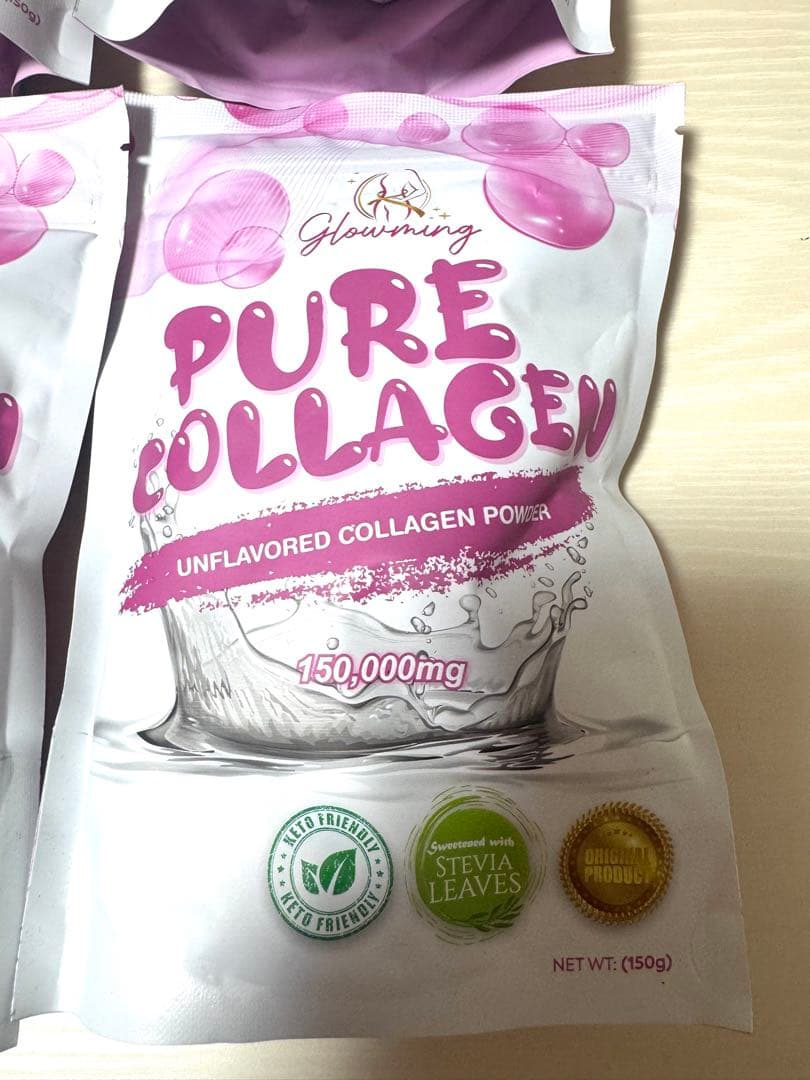 150g)
Glowming
PURE
COLLAGEN
UNFLAVORED COLLAGEN POWDER
150,000mg
KETO FRIENDLY
KETO FRIENDLY
Sweetened with
STEVIA
LEAVES
ORIGINAL
PRODUCT
NET WT: (150g)